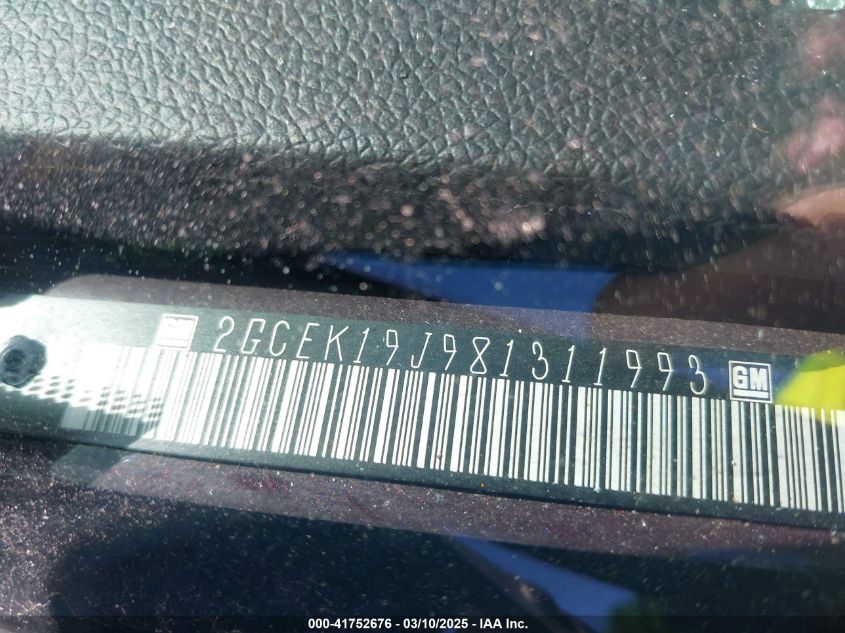 GM 2GCEK19J981311993 GM
000-41752676 / 03/10/2025 - IAA Inc.